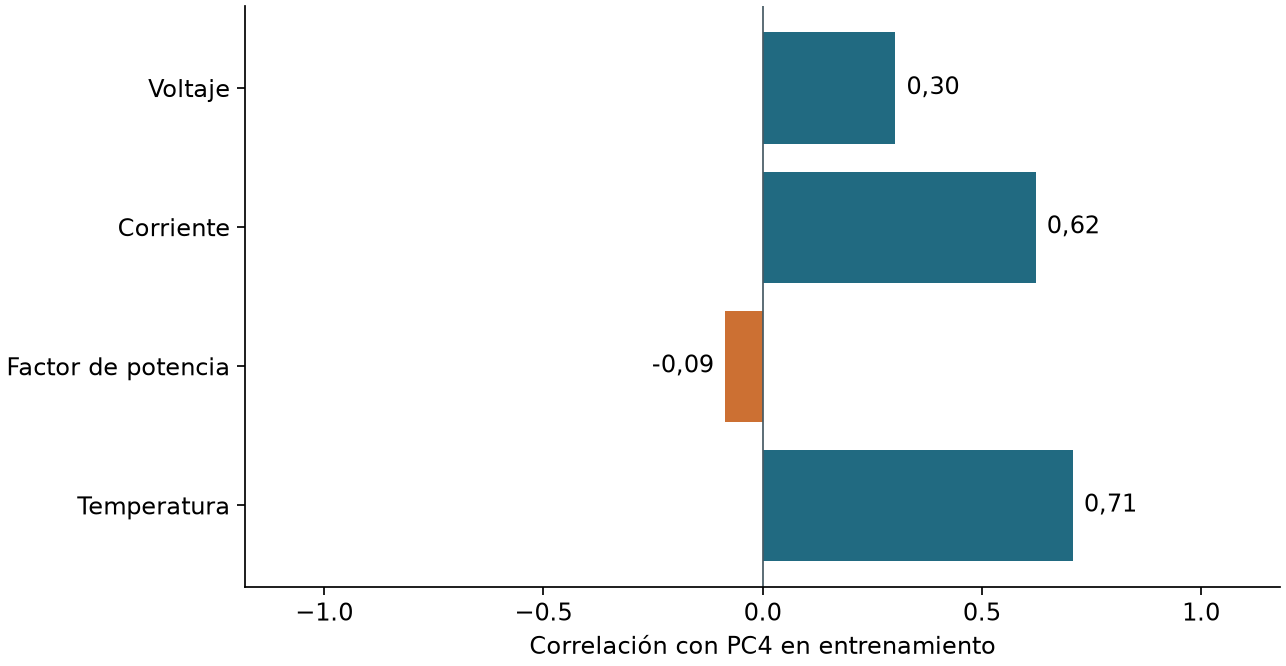 Voltaje
0,30
Corriente
0,62
Factor de potencia
-0,09
Temperatura
0,71
−1.0 −0.5 0.0 0.5 1.0
Correlación con PC4 en entrenamiento